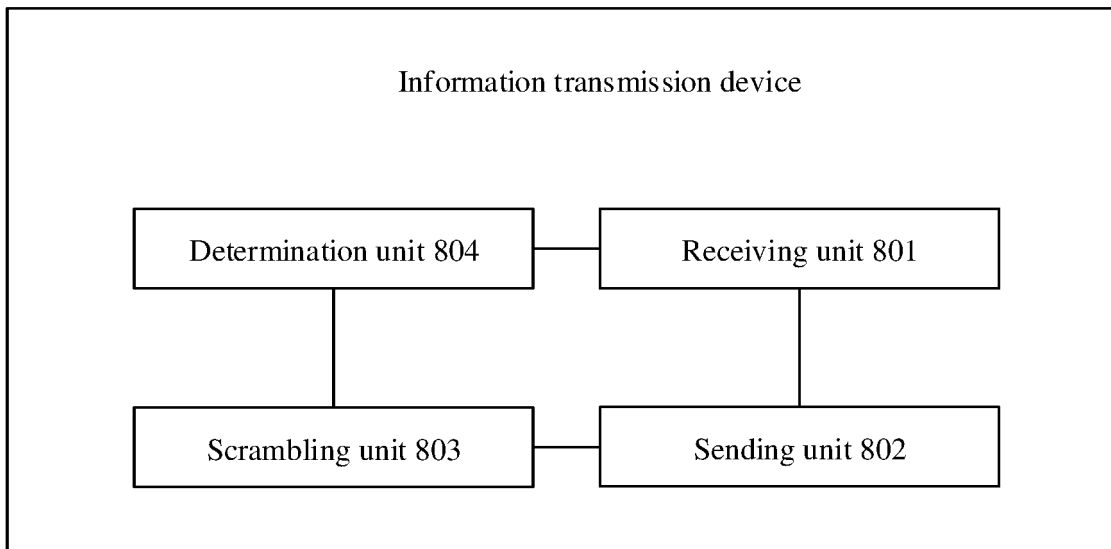 Information transmission device
Determination unit 804
Receiving unit 801
Scrambling unit 803
Sending unit 802